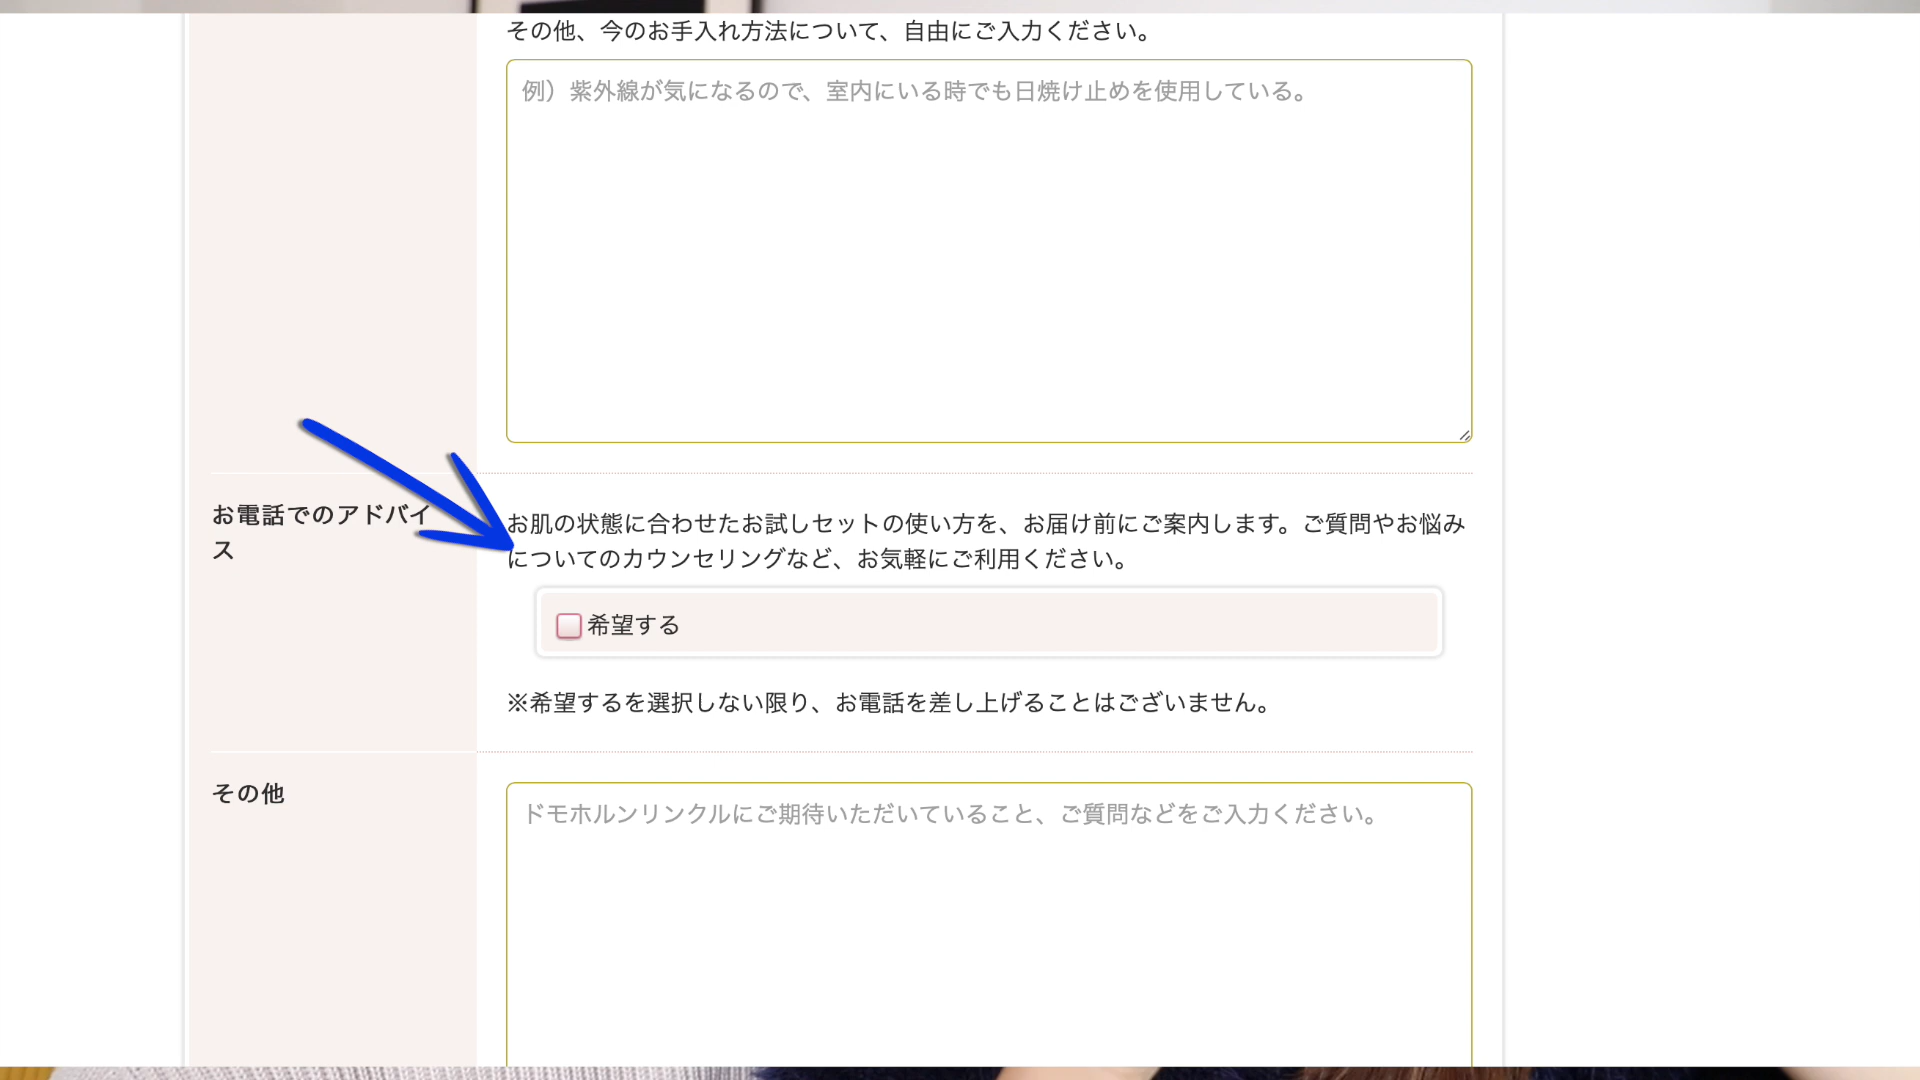 その他、今のお手入れ方法について、自由にご入力ください。
例）紫外線が気になるので、室内にいる時でも日焼け止めを使用している。
お電話でのアドバイ
ス
お肌の状態に合わせたお試しセットの使い方を、お届け前にご案内します。ご質問やお悩み
についてのカウンセリングなど、お気軽にご利用ください。
希望する
※希望するを選択しない限り、お電話を差し上げることはございません。
その他
ドモホルンリンクルにご期待いただいていること、ご質問などをご入力ください。